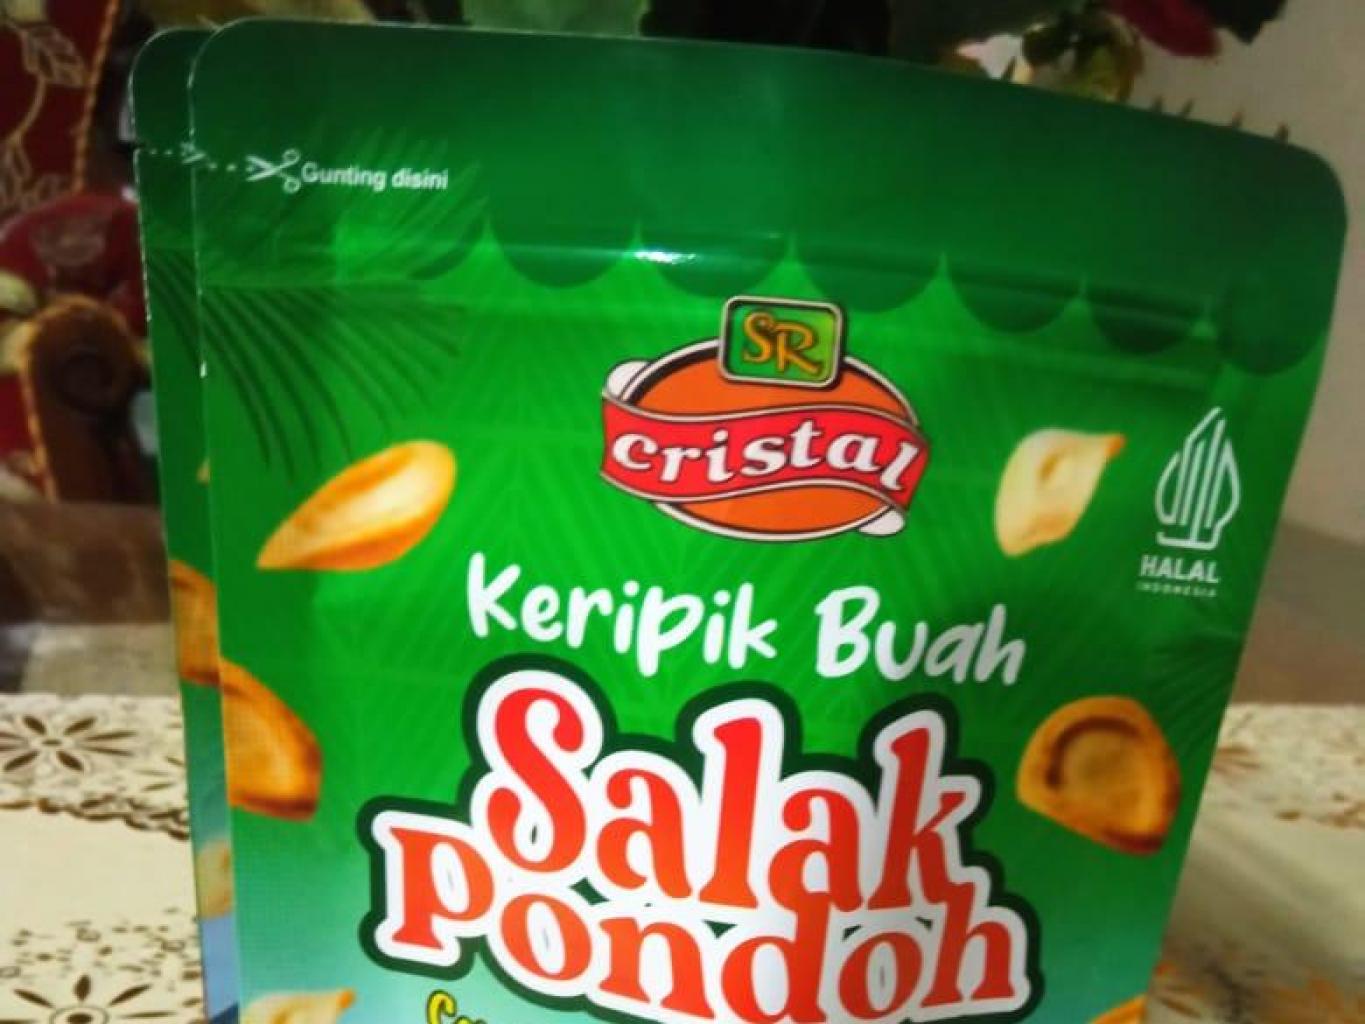 Gunting disini
SR
cristal
HALAL
INDONESIA
Keripik Buah
Salak
Pondoh